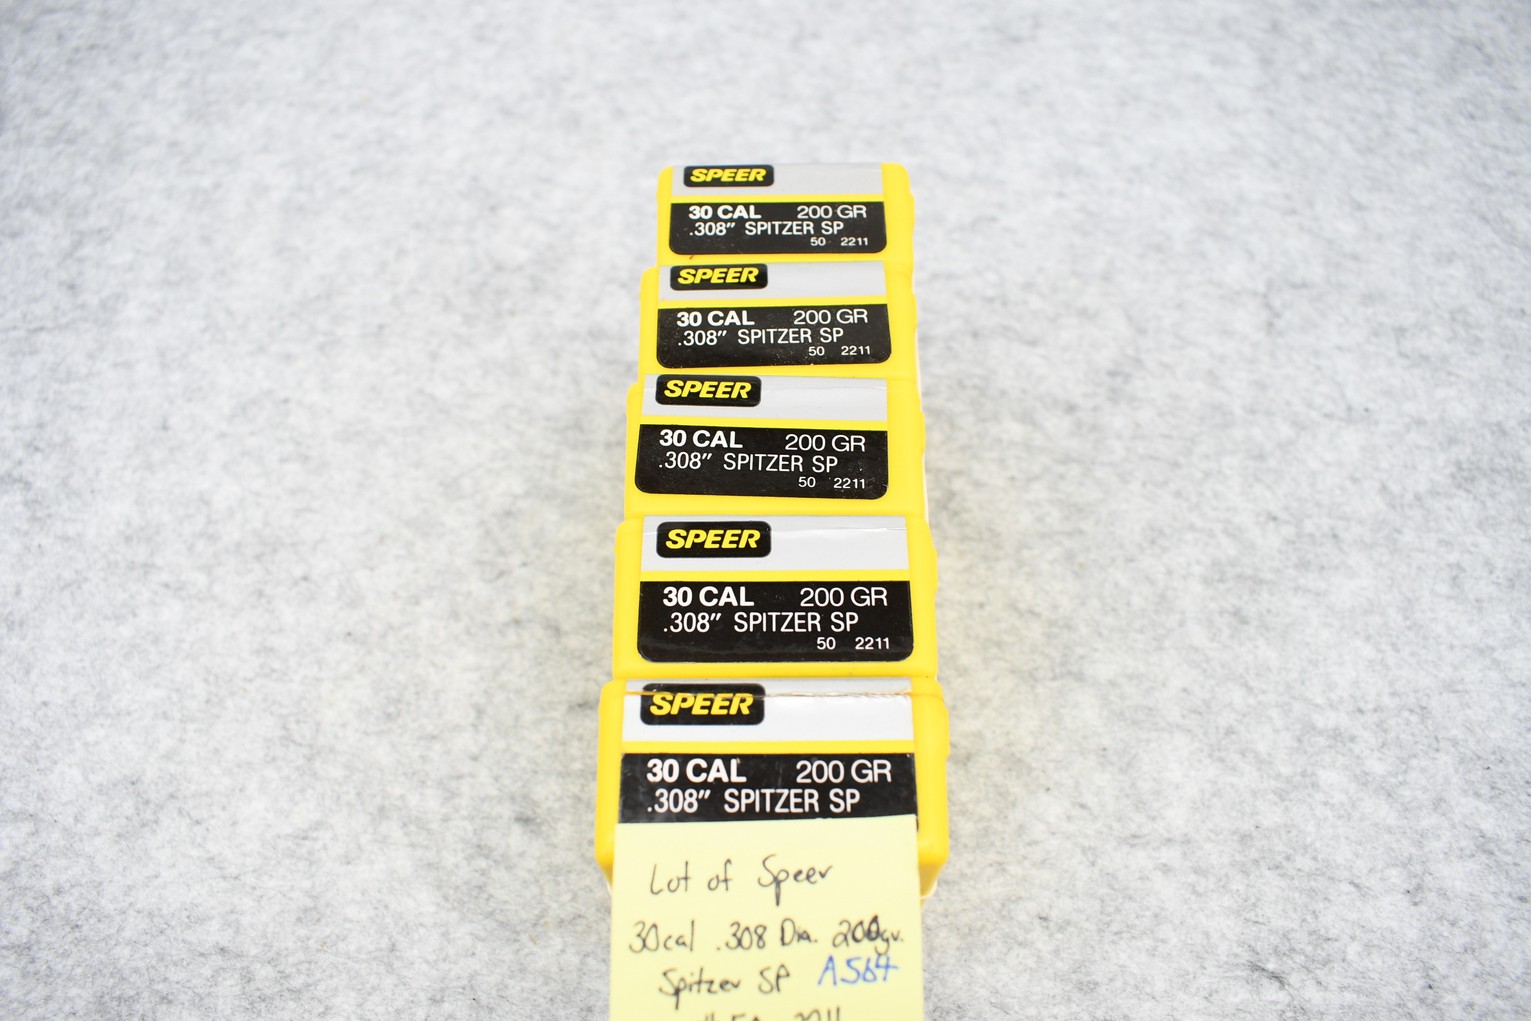 SPEER
30 CAL 200 GR
.308" SPITZER SP
50 2211
SPEER
30 CAL 200 GR
.308" SPITZER SP
50 2211
SPEER
30 CAL 200 GR
.308" SPITZER SP
50 2211
SPEER
30 CAL 200 GR
.308" SPITZER SP
50 2211
SPEER
30 CAL 200 GR
.308" SPITZER SP
Lot of Speer
30cal .308 Dia. 200gr.
Spitzer SP A564